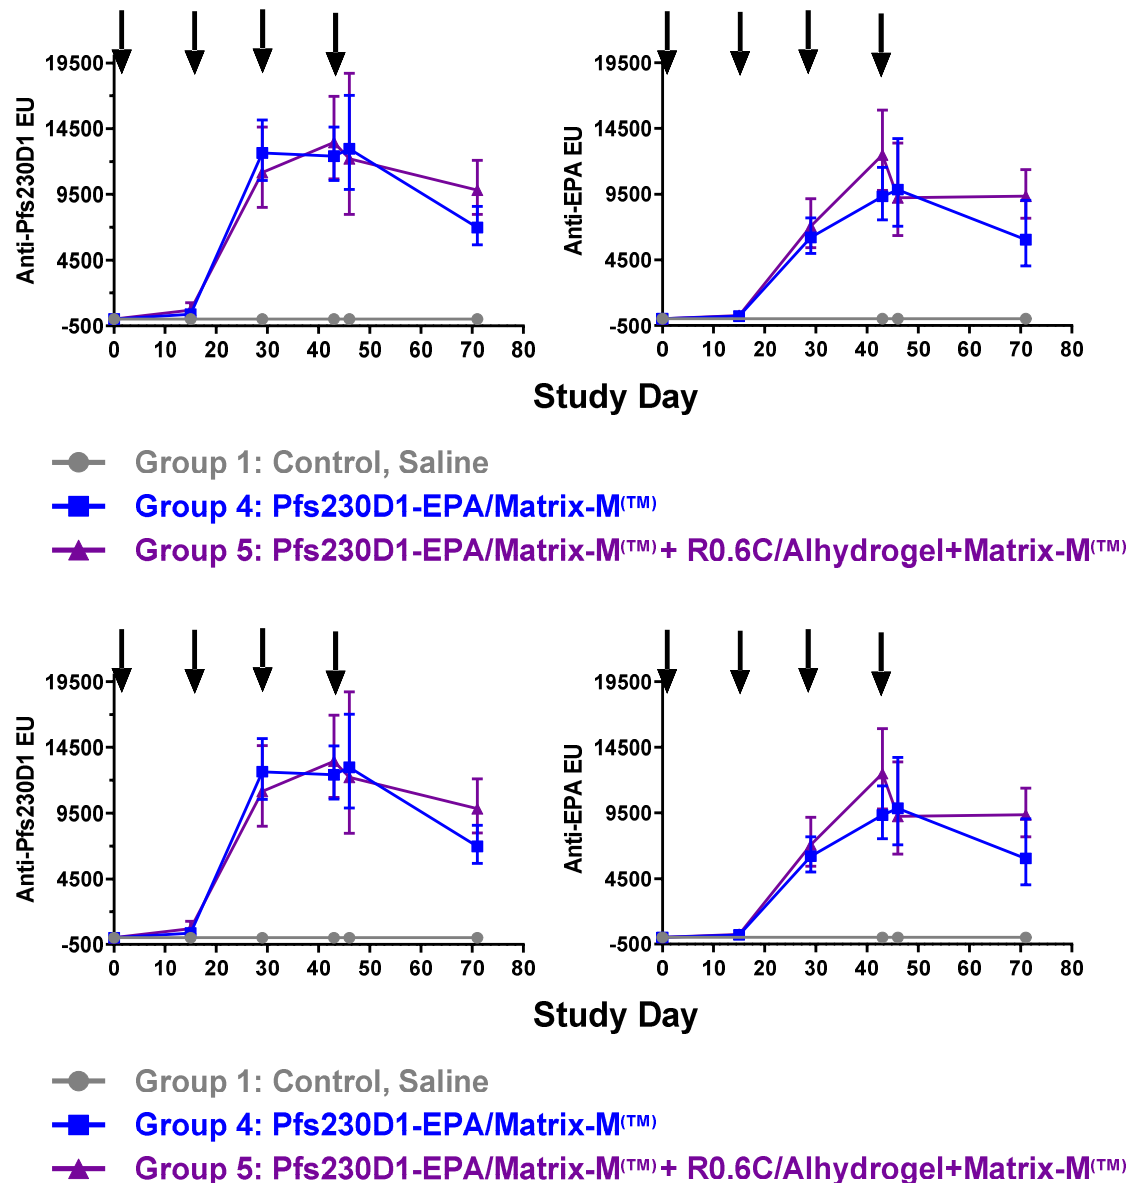 19500 19500
14500 14500
9500 9500
4500 4500
-500 -500
Anti-Pfs230D1 EU Anti-EPA EU
0 10 20 30 40 50 60 70 80 0 10 20 30 40 50 60 70 80
Study Day
Group 1: Control, Saline
Group 4: Pfs230D1-EPA/Matrix-M(TM)
Group 5: Pfs230D1-EPA/Matrix-M(TM) + R0.6C/Alhydrogel+Matrix-M(TM)
19500 19500
14500 14500
9500 9500
4500 4500
-500 -500
Anti-Pfs230D1 EU Anti-EPA EU
0 10 20 30 40 50 60 70 80 0 10 20 30 40 50 60 70 80
Study Day
Group 1: Control, Saline
Group 4: Pfs230D1-EPA/Matrix-M(TM)
Group 5: Pfs230D1-EPA/Matrix-M(TM) + R0.6C/Alhydrogel+Matrix-M(TM)